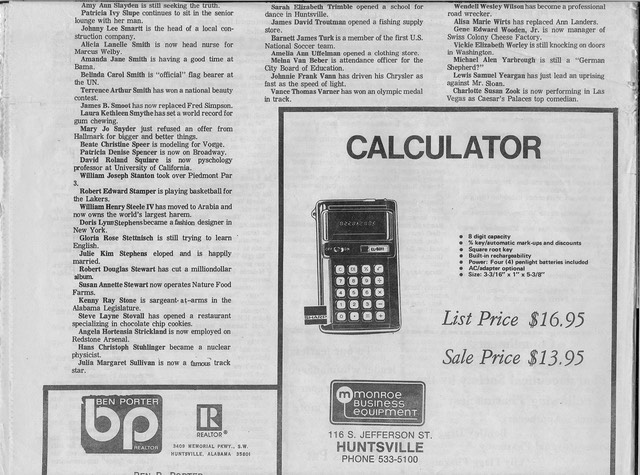 Amy Ann Slayden is still seeking the truth.
Patricia Ivy Slupe continues to sit in the senior
lounge with her man.
Johnny Lee Smartt is the head of a local con-
struction company.
Alicia Lanelle Smith is now head nurse for
Marcus Welby.
Amanda Jane Smith is having a good time at
Bama.
Belinda Carol Smith is "official" flag bearer at
the UN.
Terrence Arthur Smith has won a national beauty
contest.
James B. Smoot has now replaced Fred Simpson.
Laura Kathleen Smythe has set a world record for
gum chewing.
Mary Jo Snyder just refused an offer from
Hallmark for bigger and better things.
Beate Christine Speer is modeling for Vogue.
Patricia Denise Spencer is now on Broadway.
David Roland Squiare is now pyschology
professor at University of California.
William Joseph Stanton took over Piedmont Par
3.
Robert Edward Stamper is playing basketball for
the Lakers.
William Henry Steele IV has moved to Arabia and
now owns the world's largest harem.
Doris Lynn Stephens became a fashion designer in
New York.
Gloria Rose Stettnisch is still trying to learn
English.
Julie Kim Stephens eloped and is happily
married.
Robert Douglas Stewart has cut a milliondollar
album.
Susan Annette Stewart now operates Nature Food
Farms.
Kenny Ray Stone is sargeant-at-arms in the
Alabama Legislature.
Steve Layne Stovall has opened a restaurant
specializing in chocolate chip cookies.
Angela Hortensia Strickland is now employed on
Redstone Arsenal.
Hans Christoph Stuhlinger became a nuclear
physicist.
Julia Margaret Sullivan is now a famous track
star.
Sarah Elizabeth Trimble opened a school for
dance in Huntsville.
James David Troutman opened a fishing supply
store.
Barnett James Turk is a member of the first U.S.
National Soccer team.
Amelia Ann Uffelman opened a clothing store.
Melna Van Beber is attendance officer for the
City Board of Education.
Johnnie Frank Vann has driven his Chrysler as
fast as the speed of light.
Vance Thomas Varner has won an olympic medal
in track.
Wendell Wesley Wilson has become a professional
road wrecker.
Alisa Marie Wirts has replaced Ann Landers.
Gene Edward Wooden, Jr. is now manager of
Swiss Colony Cheese Factory.
Vickie Elizabeth Worley is still knocking on doors
in Washington.
Michael Alen Yarbrough is still a "German
Shepherd?"
Lewis Samuel Yeargan has just lead an uprising
against Mr. Sloan.
Charlotte Susan Zook is now performing in Las
Vegas as Caesar's Palaces top comedian.
CALCULATOR
SHARP
8 digit capacity
% key/automatic mark-ups and discounts
Square root key
Built-in rechargeability
Power: Four (4) penlight batteries included
AC/adapter optional
Size: 3-3/16" x 1" x 5-3/8"
List Price $16.95
Sale Price $13.95
m MONROE
BUSINESS
EQUIPMENT
116 S. JEFFERSON ST.
HUNTSVILLE
PHONE 533-5100
BEN PORTER
bp
REALTOR
R
REALTOR®
3409 MEMORIAL PKWY., S.W.
HUNTSVILLE, ALABAMA 35801